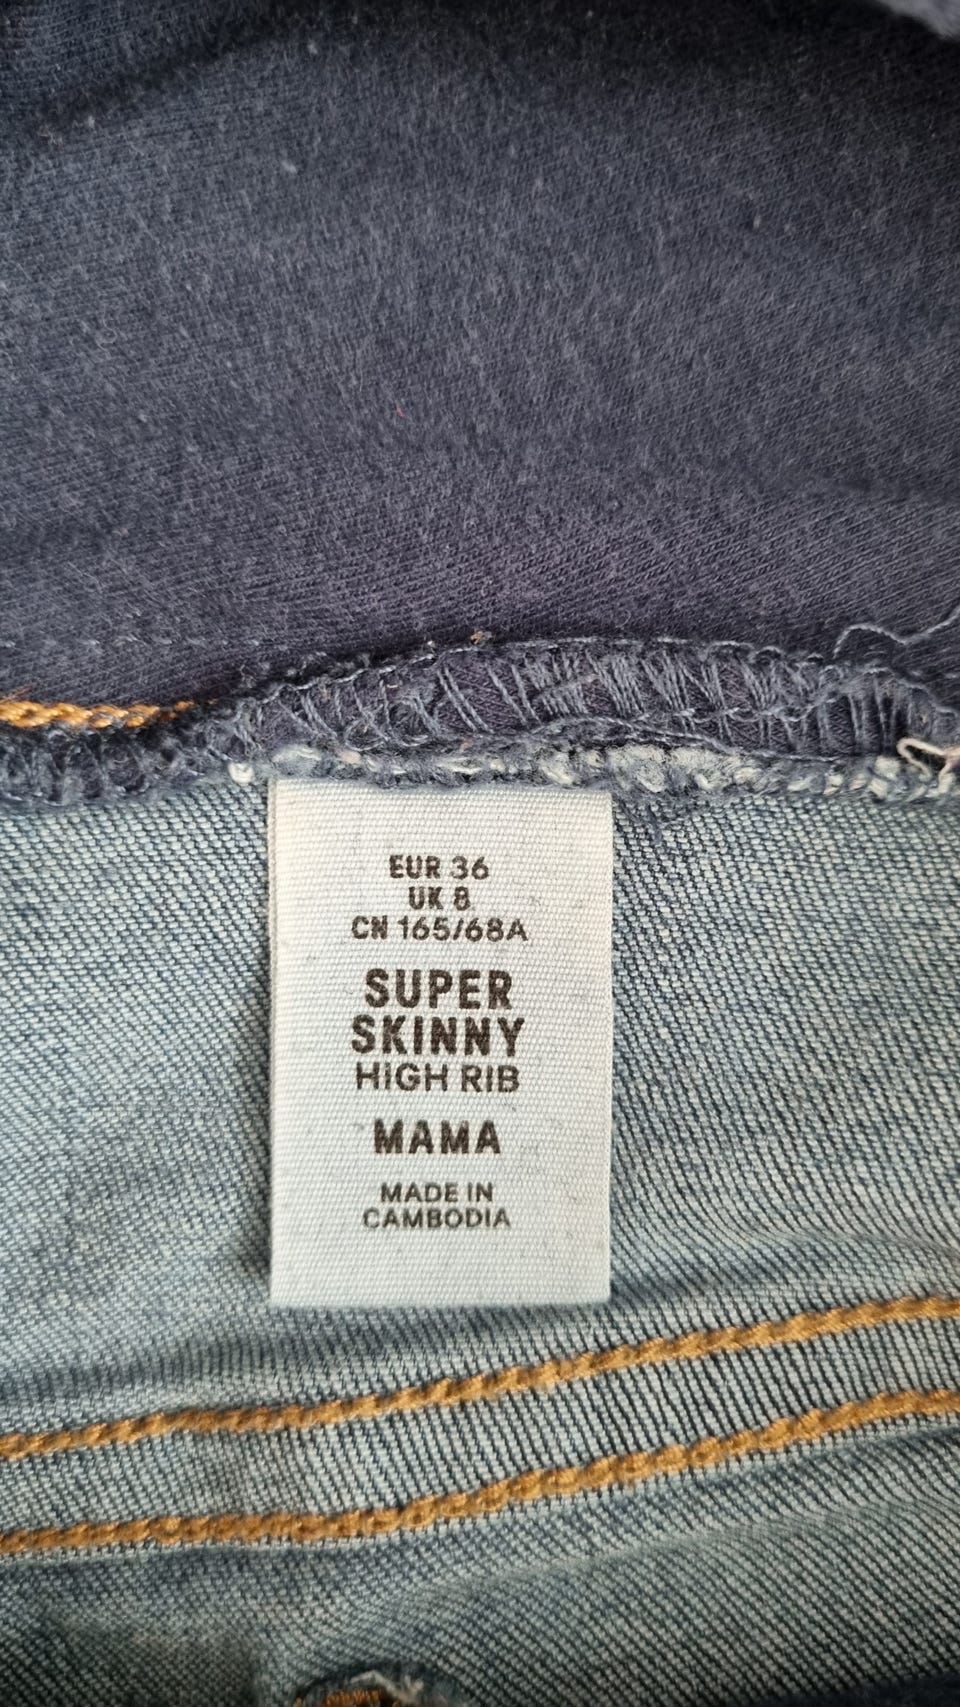 EUR 36
UK 8
CN 165/68A
SUPER
SKINNY
HIGH RIB
MAMA
MADE IN
CAMBODIA